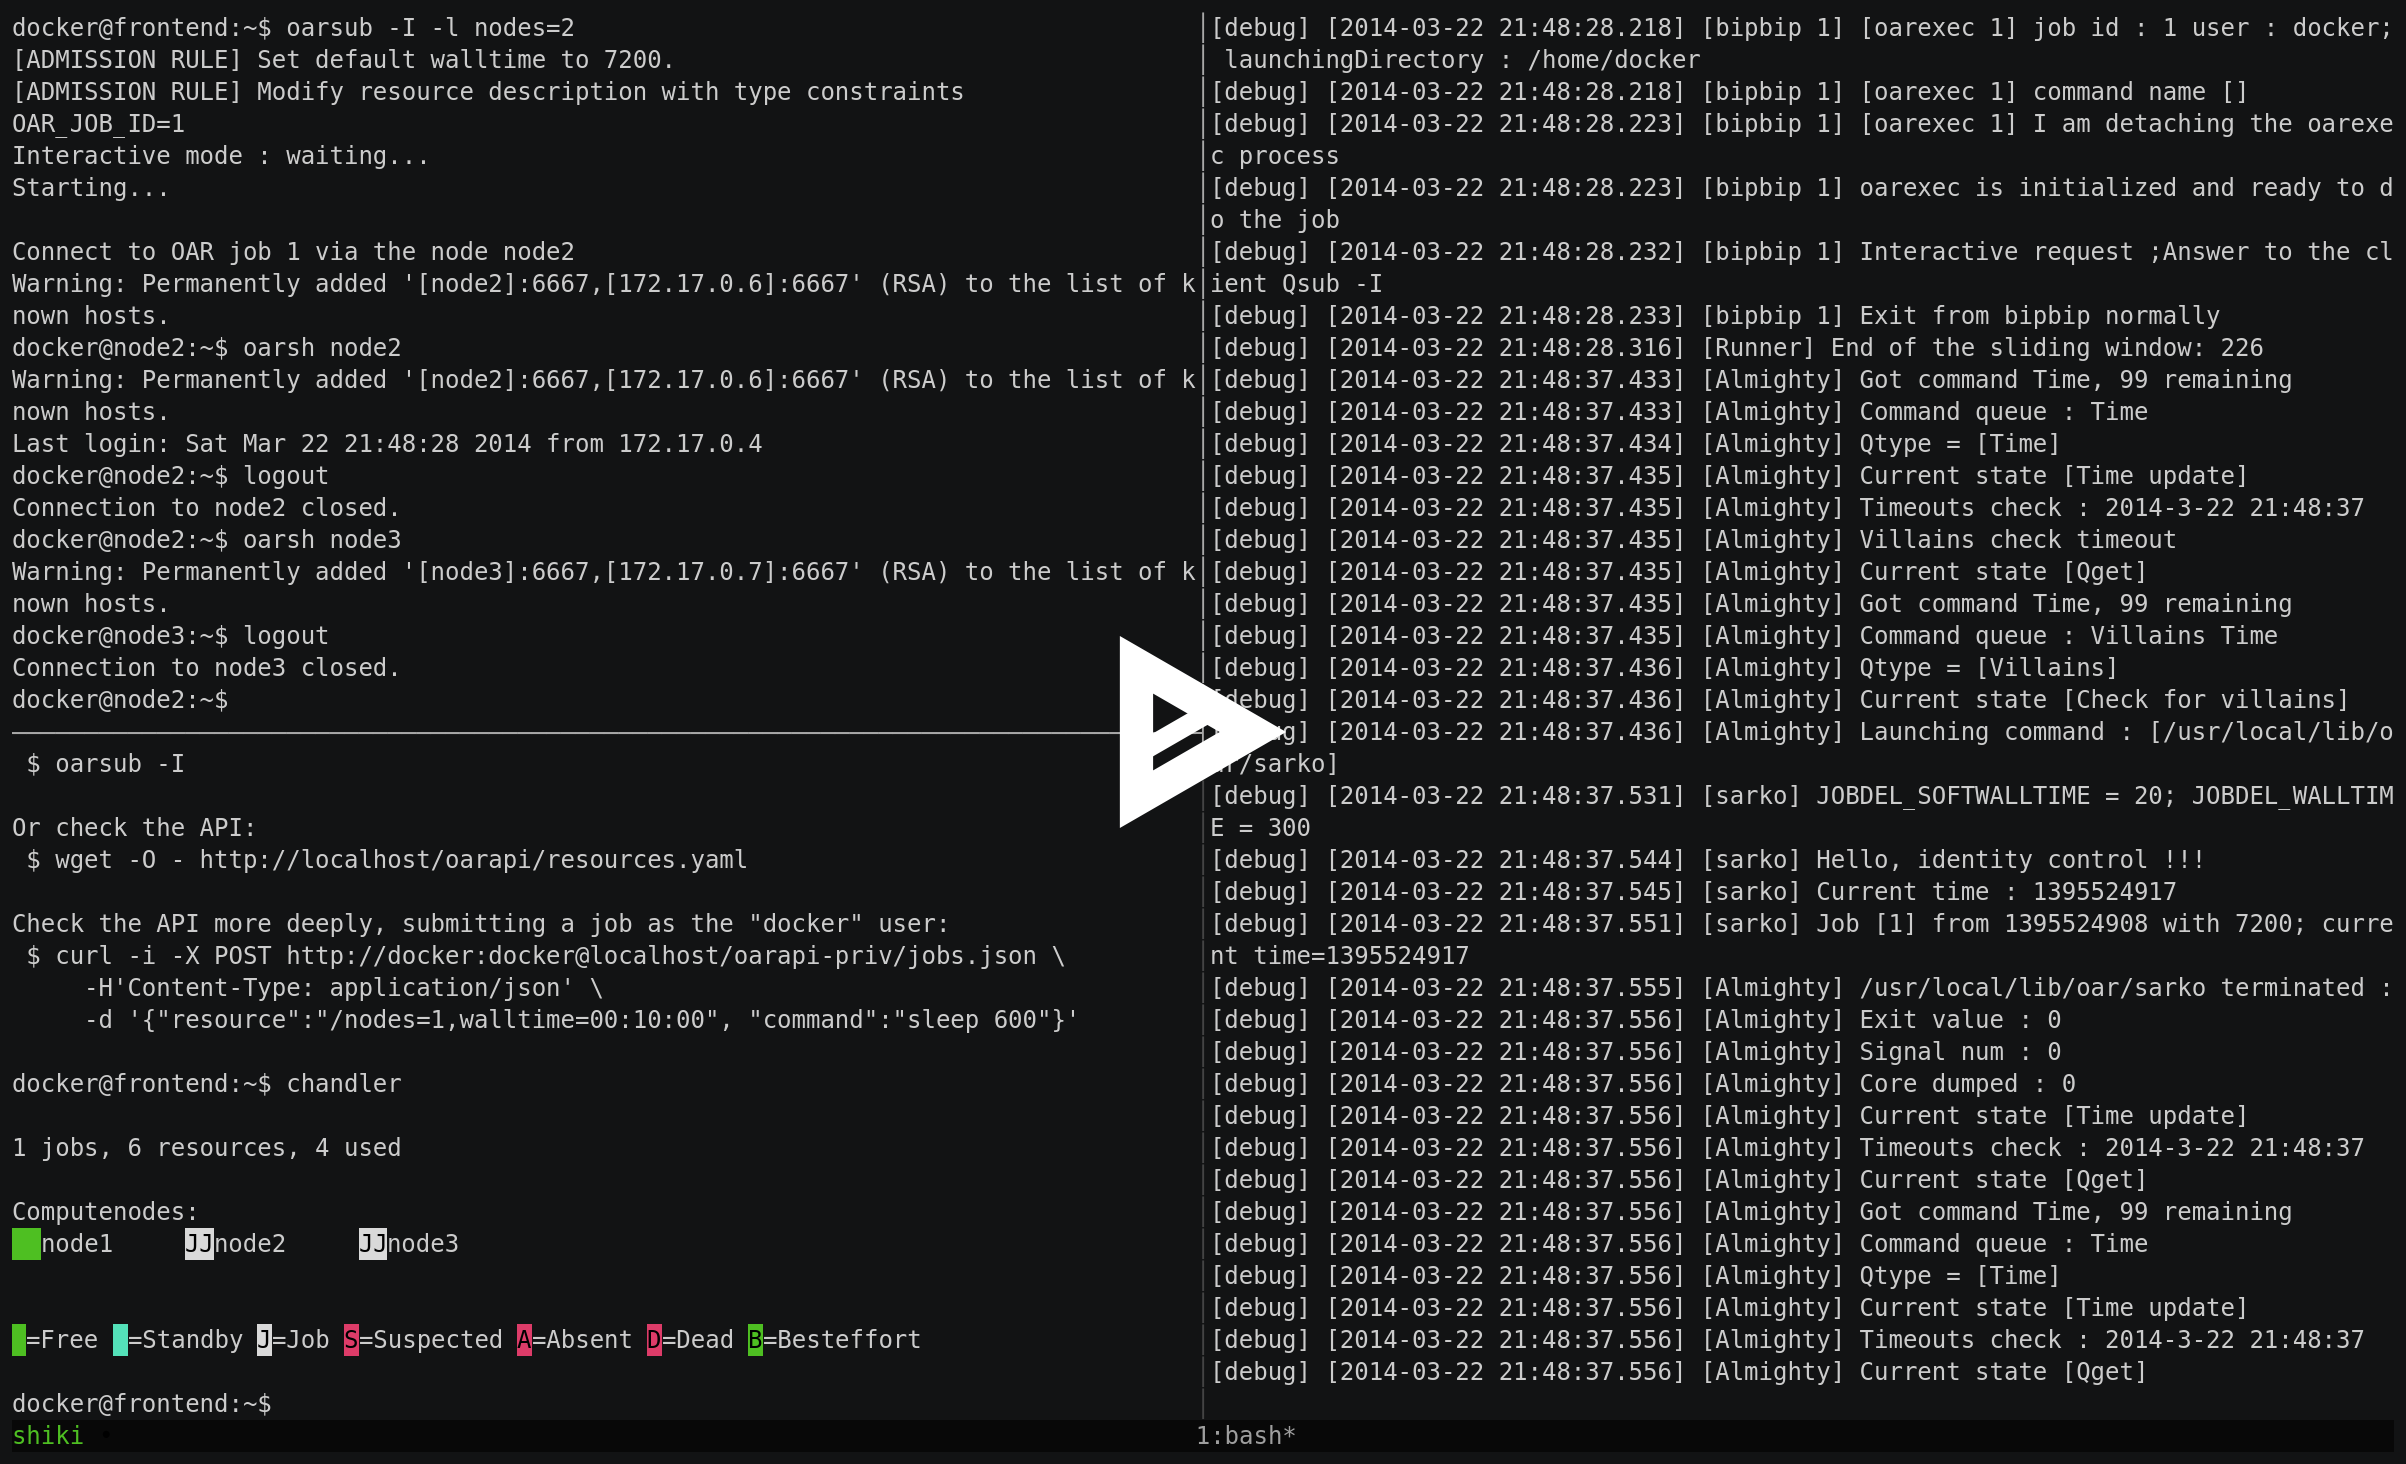 docker@frontend:~$ oarsub -I -l nodes=2
[ADMISSION RULE] Set default walltime to 7200.
[ADMISSION RULE] Modify resource description with type constraints
OAR_JOB_ID=1
Interactive mode : waiting...
Starting...
Connect to OAR job 1 via the node node2
Warning: Permanently added '[node2]:6667,[172.17.0.6]:6667' (RSA) to the list of k
nown hosts.
docker@node2:~$ oarsh node2
Warning: Permanently added '[node2]:6667,[172.17.0.6]:6667' (RSA) to the list of k
nown hosts.
Last login: Sat Mar 22 21:48:28 2014 from 172.17.0.4
docker@node2:~$ logout
Connection to node2 closed.
docker@node2:~$ oarsh node3
Warning: Permanently added '[node3]:6667,[172.17.0.7]:6667' (RSA) to the list of k
nown hosts.
docker@node3:~$ logout
Connection to node3 closed.
docker@node2:~$
$ oarsub -I
Or check the API:
$ wget -O - http://localhost/oarapi/resources.yaml
Check the API more deeply, submitting a job as the "docker" user:
$ curl -i -X POST http://docker:docker@localhost/oarapi-priv/jobs.json \
-H'Content-Type: application/json' \
-d '{"resource":"/nodes=1,walltime=00:10:00", "command":"sleep 600"}'
docker@frontend:~$ chandler
1 jobs, 6 resources, 4 used
Computenodes:
node1 JJnode2 JJnode3
=Free =Standby J=Job S=Suspected A=Absent D=Dead B=Besteffort
docker@frontend:~$
[debug] [2014-03-22 21:48:28.218] [bipbip 1] [oarexec 1] job id : 1 user : docker;
launchingDirectory : /home/docker
[debug] [2014-03-22 21:48:28.218] [bipbip 1] [oarexec 1] command name []
[debug] [2014-03-22 21:48:28.223] [bipbip 1] [oarexec 1] I am detaching the oarexe
c process
[debug] [2014-03-22 21:48:28.223] [bipbip 1] oarexec is initialized and ready to d
o the job
[debug] [2014-03-22 21:48:28.232] [bipbip 1] Interactive request ;Answer to the cl
ient Qsub -I
[debug] [2014-03-22 21:48:28.233] [bipbip 1] Exit from bipbip normally
[debug] [2014-03-22 21:48:28.316] [Runner] End of the sliding window: 226
[debug] [2014-03-22 21:48:37.433] [Almighty] Got command Time, 99 remaining
[debug] [2014-03-22 21:48:37.433] [Almighty] Command queue : Time
[debug] [2014-03-22 21:48:37.434] [Almighty] Qtype = [Time]
[debug] [2014-03-22 21:48:37.435] [Almighty] Current state [Time update]
[debug] [2014-03-22 21:48:37.435] [Almighty] Timeouts check : 2014-3-22 21:48:37
[debug] [2014-03-22 21:48:37.435] [Almighty] Villains check timeout
[debug] [2014-03-22 21:48:37.435] [Almighty] Current state [Qget]
[debug] [2014-03-22 21:48:37.435] [Almighty] Got command Time, 99 remaining
[debug] [2014-03-22 21:48:37.435] [Almighty] Command queue : Villains Time
[debug] [2014-03-22 21:48:37.436] [Almighty] Qtype = [Villains]
[debug] [2014-03-22 21:48:37.436] [Almighty] Current state [Check for villains]
[2014-03-22 21:48:37.436] [Almighty] Launching command : [/usr/local/lib/o
/sarko]
[debug] [2014-03-22 21:48:37.531] [sarko] JOBDEL_SOFTWALLTIME = 20; JOBDEL_WALLTIM
E = 300
[debug] [2014-03-22 21:48:37.544] [sarko] Hello, identity control !!!
[debug] [2014-03-22 21:48:37.545] [sarko] Current time : 1395524917
[debug] [2014-03-22 21:48:37.551] [sarko] Job [1] from 1395524908 with 7200; curre
nt time=1395524917
[debug] [2014-03-22 21:48:37.555] [Almighty] /usr/local/lib/oar/sarko terminated :
[debug] [2014-03-22 21:48:37.556] [Almighty] Exit value : 0
[debug] [2014-03-22 21:48:37.556] [Almighty] Signal num : 0
[debug] [2014-03-22 21:48:37.556] [Almighty] Core dumped : 0
[debug] [2014-03-22 21:48:37.556] [Almighty] Current state [Time update]
[debug] [2014-03-22 21:48:37.556] [Almighty] Timeouts check : 2014-3-22 21:48:37
[debug] [2014-03-22 21:48:37.556] [Almighty] Current state [Qget]
[debug] [2014-03-22 21:48:37.556] [Almighty] Got command Time, 99 remaining
[debug] [2014-03-22 21:48:37.556] [Almighty] Command queue : Time
[debug] [2014-03-22 21:48:37.556] [Almighty] Qtype = [Time]
[debug] [2014-03-22 21:48:37.556] [Almighty] Current state [Time update]
[debug] [2014-03-22 21:48:37.556] [Almighty] Timeouts check : 2014-3-22 21:48:37
[debug] [2014-03-22 21:48:37.556] [Almighty] Current state [Qget]
shiki 1:bash*